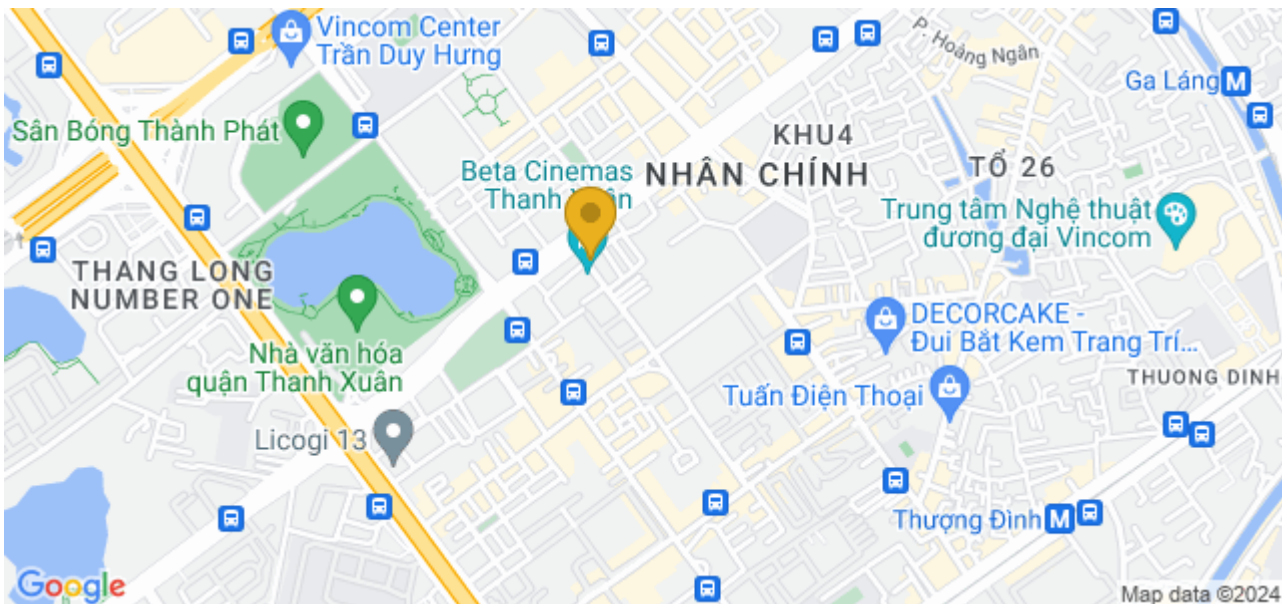 Vincom Center
Trần Duy Hưng
P. Hoàng Ngân
Ga Láng
M
Sân Bóng Thành Phát
KHU4
Beta Cinemas
NHÂN CHÍNH
TỔ 26
Trung tâm Nghệ thuật
đương đại Vincom
THANG LONG
NUMBER ONE
DECORCAKE -
Đui Bắt Kem Trang Trí...
Nhà văn hóa
quận Thanh Xuân
THUONG DINH
Tuấn Điện Thoại
Licogi 13
Thượng Đình
M
Google
Map data ©2024